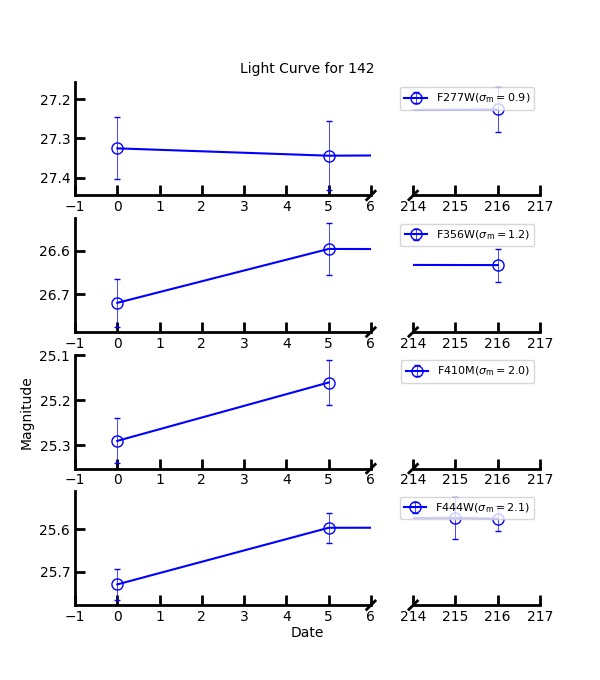 Light Curve for 142
27.2
27.3
27.4
F277W(σm = 0.9)
−1 0 1 2 3 4 5 6 214 215 216 217
26.6
26.7
F356W(σm = 1.2)
−1 0 1 2 3 4 5 6 214 215 216 217
Magnitude
25.1
25.2
25.3
F410M(σm = 2.0)
−1 0 1 2 3 4 5 6 214 215 216 217
25.6
25.7
F444W(σm = 2.1)
−1 0 1 2 3 4 5 6 214 215 216 217
Date